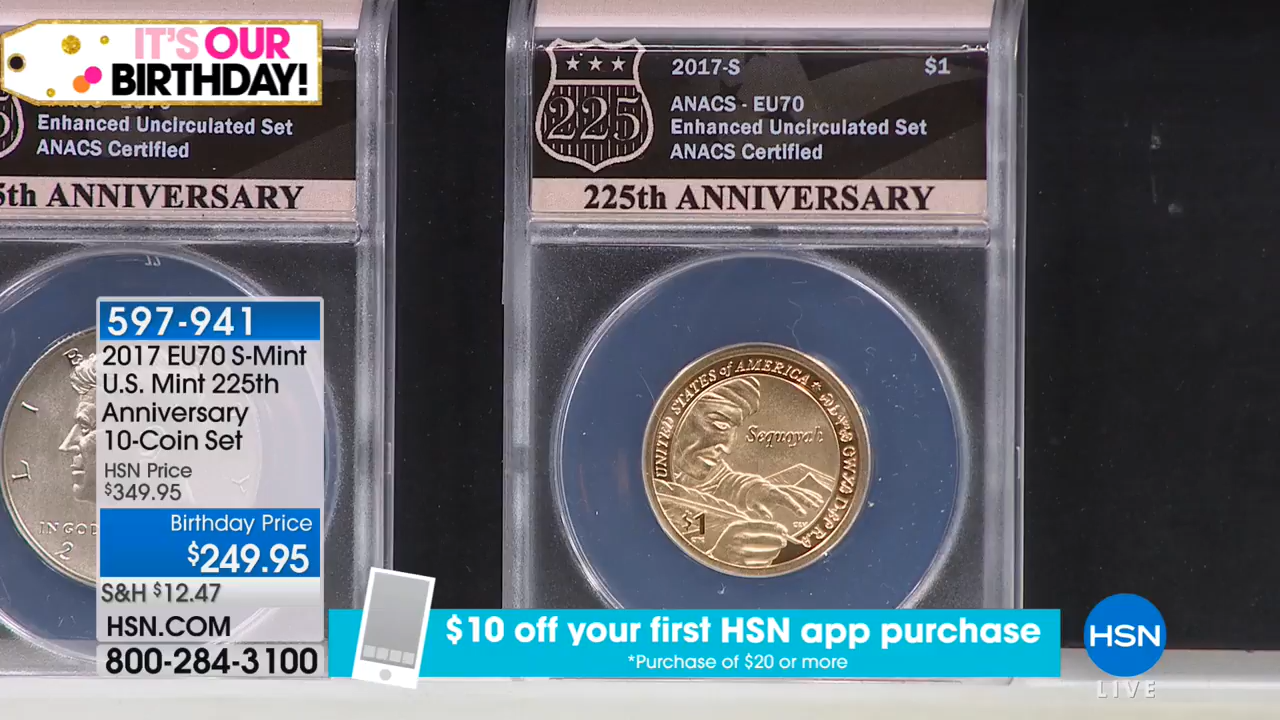 IT'S OUR
BIRTHDAY!
Enhanced Uncirculated Set
ANACS Certified
5th ANNIVERSARY
225
2017-S $1
ANACS - EU70
Enhanced Uncirculated Set
ANACS Certified
225th ANNIVERSARY
UNITED STATES of AMERICA
Sequoyah
$1
L I
Y
IN GOD
2
597-941
2017 EU70 S-Mint
U.S. Mint 225th
Anniversary
10-Coin Set
HSN Price
$349.95
Birthday Price
$249.95
S&H $12.47
HSN.COM
800-284-3100
$10 off your first HSN app purchase
*Purchase of $20 or more
HSN
LIVE